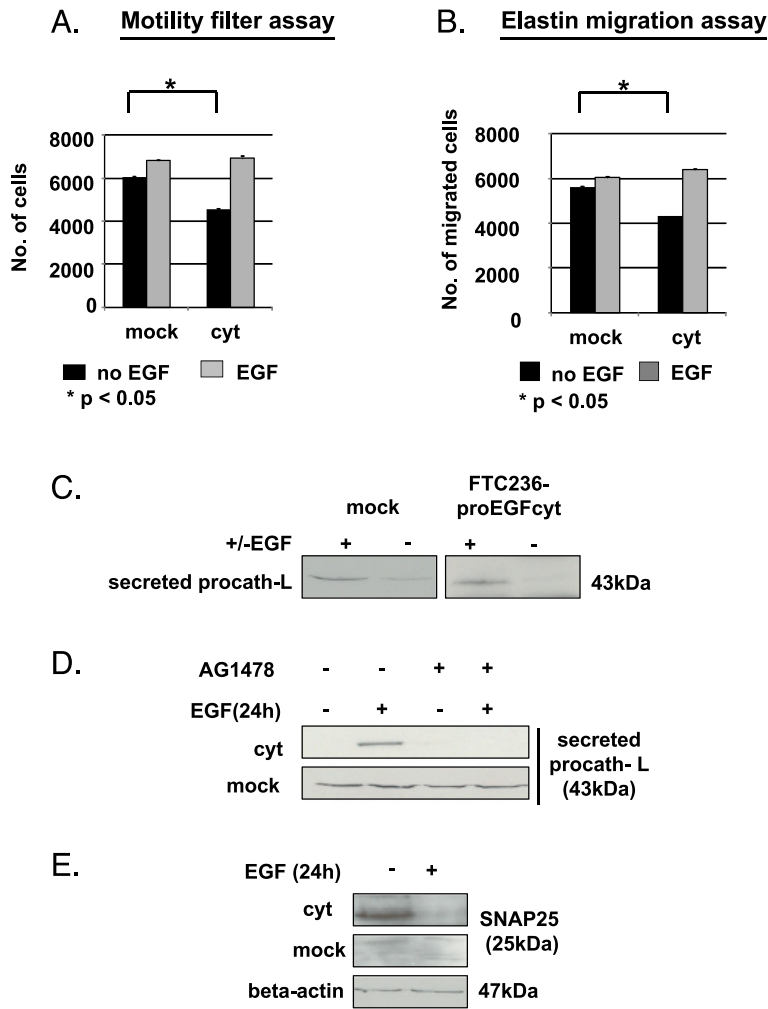 A. Motility filter assay
*
8000
6000
4000
2000
0
No. of cells
mock cyt
no EGF EGF
* p < 0.05
B. Elastin migration assay
*
8000
6000
4000
2000
0
No. of migrated cells
mock cyt
no EGF EGF
* p < 0.05
C.
mock
FTC236-
proEGFcyt
+/-EGF + - + -
secreted procath-L 43kDa
D.
AG1478 - - + +
EGF(24h) - + - +
cyt
mock
secreted
procath- L
(43kDa)
E.
EGF (24h) - +
cyt
mock
SNAP25
(25kDa)
beta-actin 47kDa